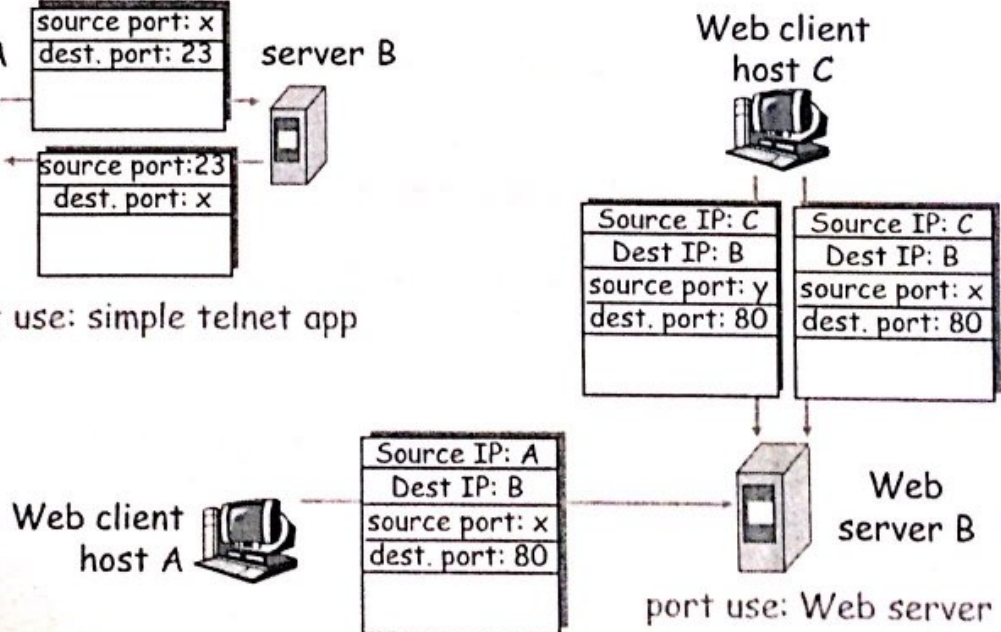 source port: x
dest. port: 23
A
server B
source port:23
dest. port: x
use: simple telnet app
Web client
host C
Source IP: C
Dest IP: B
source port: y
dest. port: 80
Source IP: C
Dest IP: B
source port: x
dest. port: 80
Source IP: A
Dest IP: B
source port: x
dest. port: 80
Web client
host A
Web
server B
port use: Web server